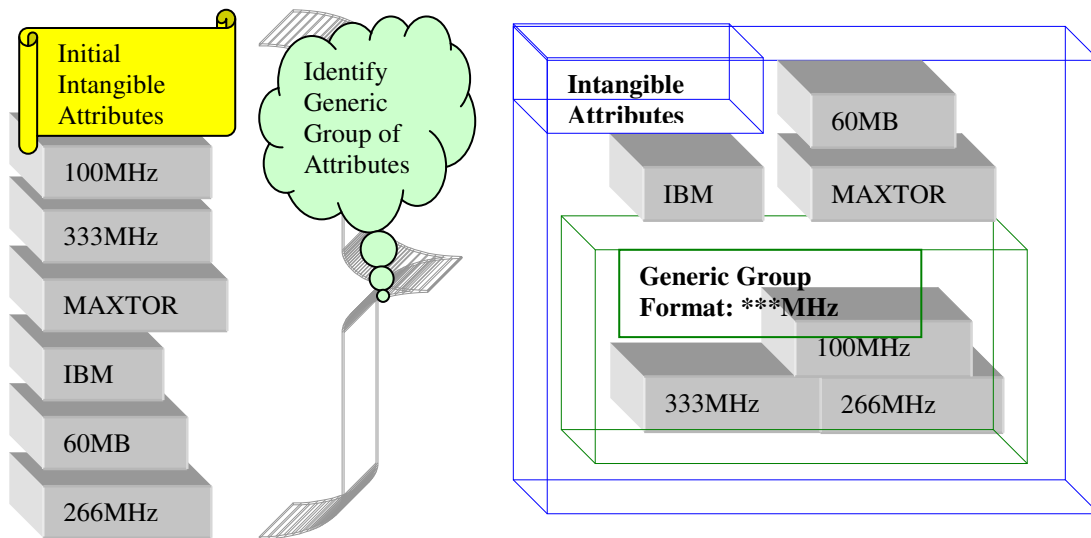 Initial
Intangible
Attributes
100MHz
333MHz
MAXTOR
IBM
60MB
266MHz
Identify
Generic
Group of
Attributes
Intangible
Attributes
60MB
IBM
MAXTOR
Generic Group
Format: ***MHz
100MHz
333MHz
266MHz